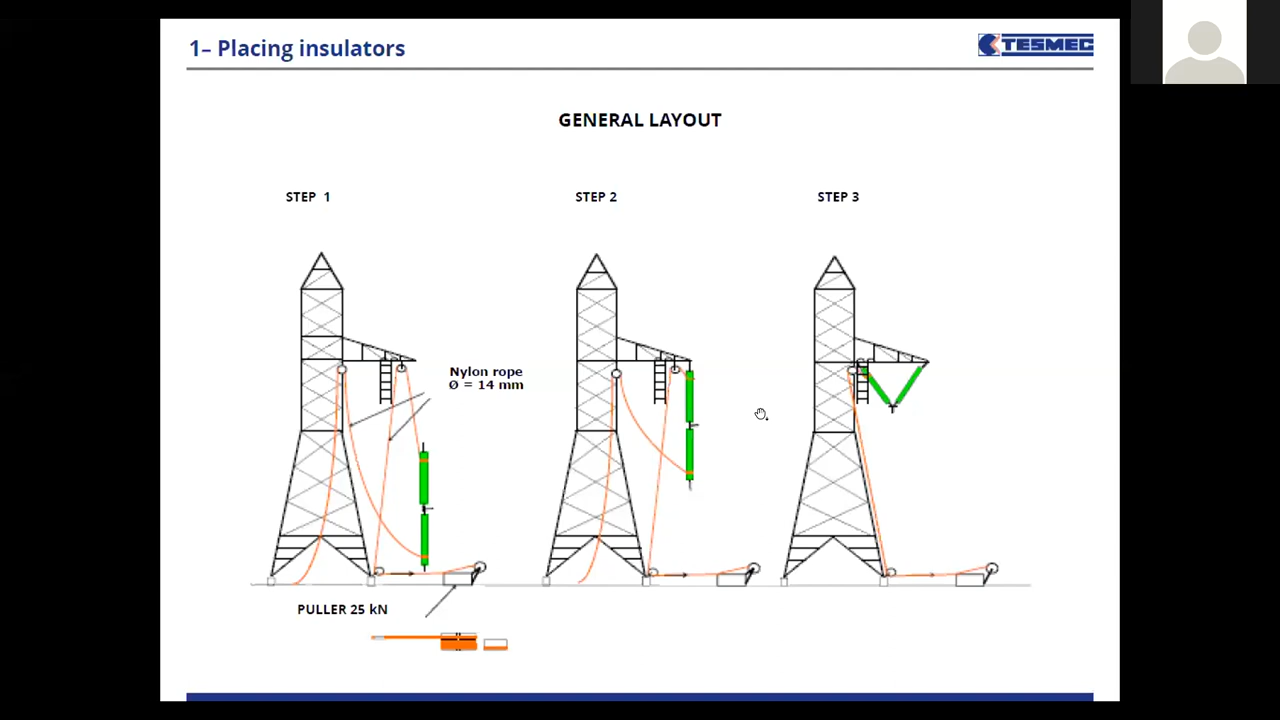 1– Placing insulators
TESMEC
GENERAL LAYOUT
STEP 1
STEP 2
STEP 3
Nylon rope
Ø = 14 mm
PULLER 25 kN